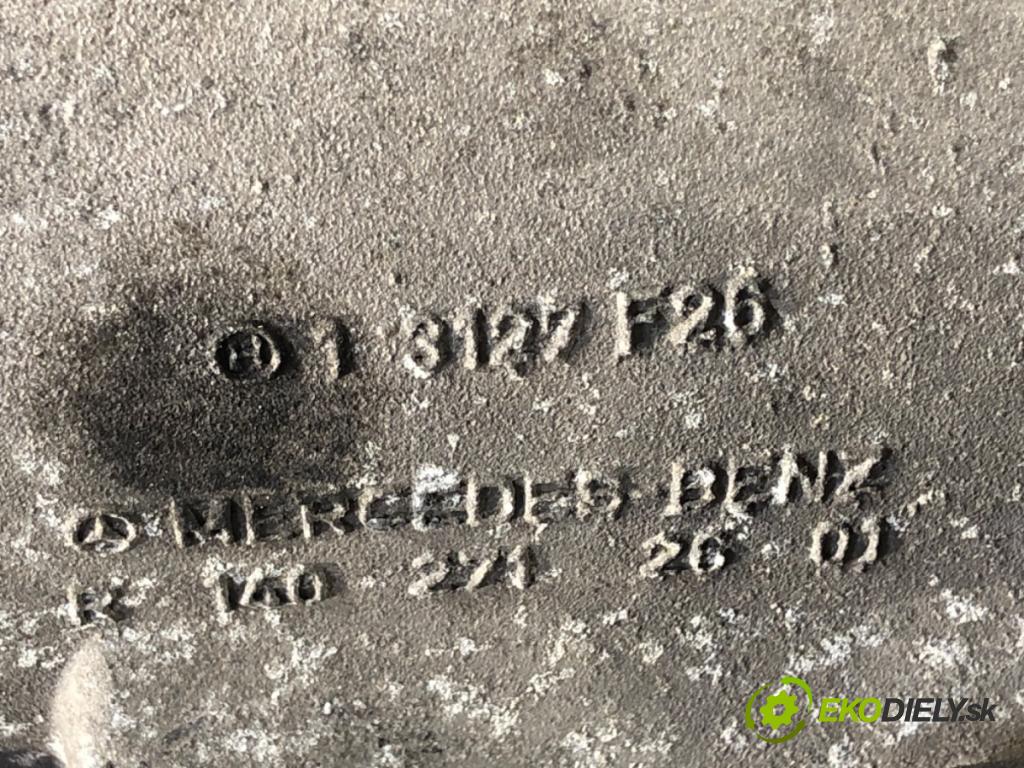 H 1 3127 F26
MERCEDES BENZ
R 140 271 26 01
EKODIELY.sk